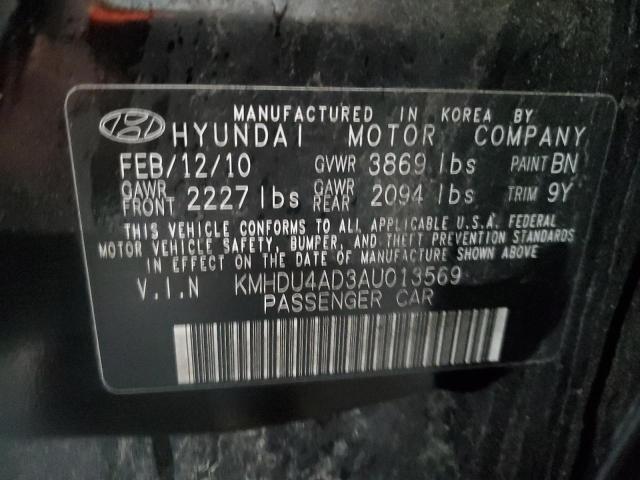 MANUFACTURED IN KOREA BY
HYUNDAI MOTOR COMPANY
FEB/12/10 GVWR 3869 lbs PAINT BN
GAWR FRONT 2227 lbs GAWR REAR 2094 lbs TRIM 9Y
THIS VEHICLE CONFORMS TO ALL APPLICABLE U.S.A. FEDERAL
MOTOR VEHICLE SAFETY, BUMPER, AND THEFT PREVENTION STANDARDS
IN EFFECT ON THE DATE OF MANUFACTURE SHOWN ABOVE.
V.I.N KMHDU4AD3AU013569
PASSENGER CAR